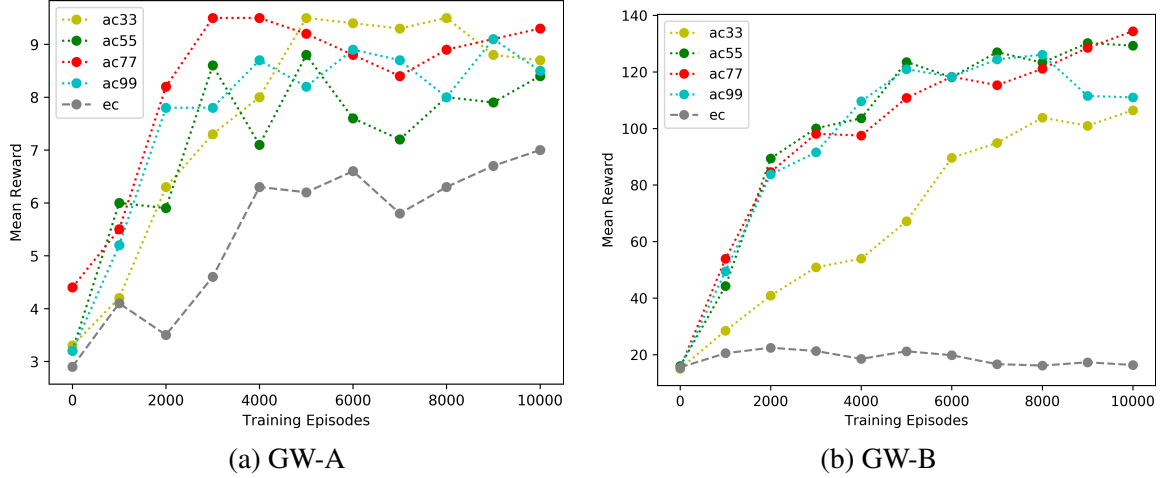 ac33
ac55
ac77
ac99
ec
9
8
7
6
5
4
3
Mean Reward
0 2000 4000 6000 8000 10000
Training Episodes
(a) GW-A
ac33
ac55
ac77
ac99
ec
140
120
100
80
60
40
20
Mean Reward
0 2000 4000 6000 8000 10000
Training Episodes
(b) GW-B